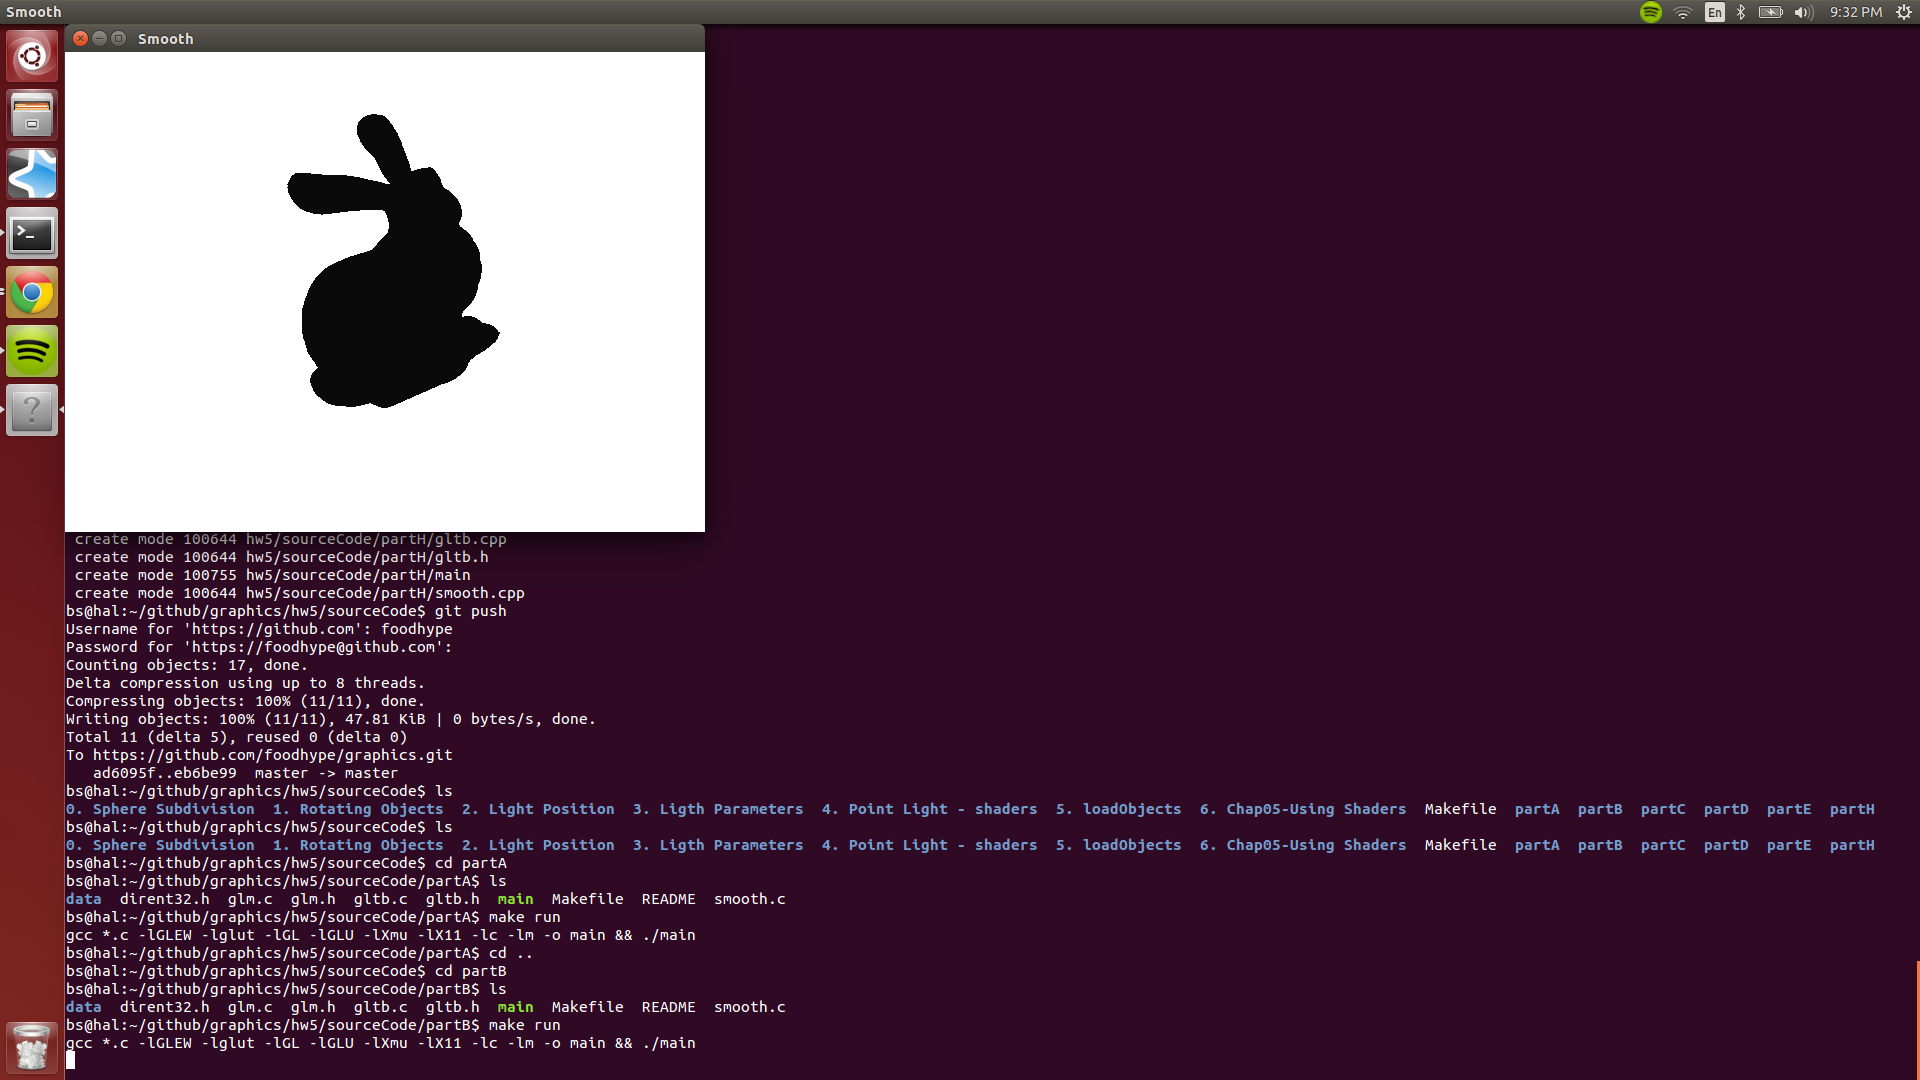 Smooth
En
9:32 PM
Smooth
create mode 100644 hw5/sourceCode/partH/gltb.cpp
create mode 100644 hw5/sourceCode/partH/gltb.h
create mode 100755 hw5/sourceCode/partH/main
create mode 100644 hw5/sourceCode/partH/smooth.cpp
bs@hal:~/github/graphics/hw5/sourceCode$ git push
Username for 'https://github.com': foodhype
Password for 'https://foodhype@github.com':
Counting objects: 17, done.
Delta compression using up to 8 threads.
Compressing objects: 100% (11/11), done.
Writing objects: 100% (11/11), 47.81 KiB | 0 bytes/s, done.
Total 11 (delta 5), reused 0 (delta 0)
To https://github.com/foodhype/graphics.git
ad6095f..eb6be99  master -> master
bs@hal:~/github/graphics/hw5/sourceCode$ ls
0. Sphere Subdivision  1. Rotating Objects  2. Light Position  3. Ligth Parameters  4. Point Light - shaders  5. loadObjects  6. Chap05-Using Shaders  Makefile  partA  partB  partC  partD  partE  partH
bs@hal:~/github/graphics/hw5/sourceCode$ ls
0. Sphere Subdivision  1. Rotating Objects  2. Light Position  3. Ligth Parameters  4. Point Light - shaders  5. loadObjects  6. Chap05-Using Shaders  Makefile  partA  partB  partC  partD  partE  partH
bs@hal:~/github/graphics/hw5/sourceCode$ cd partA
bs@hal:~/github/graphics/hw5/sourceCode/partA$ ls
data  dirent32.h  glm.c  glm.h  gltb.c  gltb.h  main  Makefile  README  smooth.c
bs@hal:~/github/graphics/hw5/sourceCode/partA$ make run
gcc *.c -lGLEW -lglut -lGL -lGLU -lXmu -lX11 -lc -lm -o main && ./main
bs@hal:~/github/graphics/hw5/sourceCode/partA$ cd ..
bs@hal:~/github/graphics/hw5/sourceCode$ cd partB
bs@hal:~/github/graphics/hw5/sourceCode/partB$ ls
data  dirent32.h  glm.c  glm.h  gltb.c  gltb.h  main  Makefile  README  smooth.c
bs@hal:~/github/graphics/hw5/sourceCode/partB$ make run
gcc *.c -lGLEW -lglut -lGL -lGLU -lXmu -lX11 -lc -lm -o main && ./main